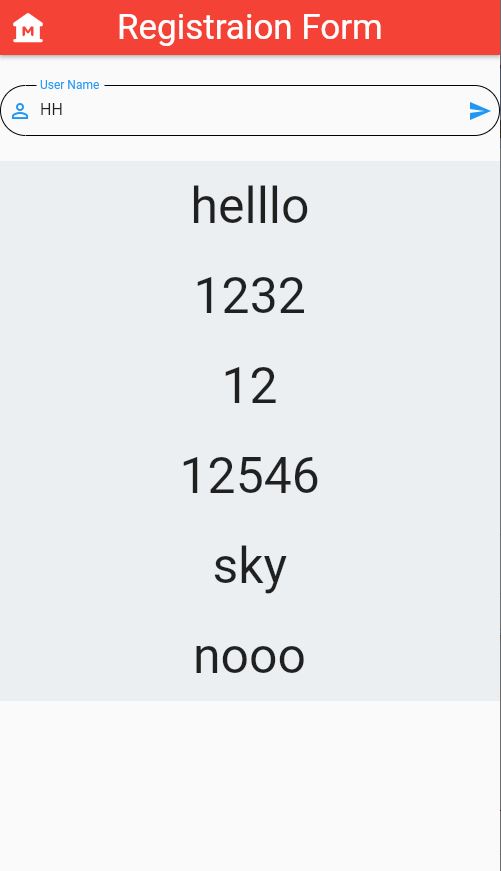 Registraion Form
User Name
HH
helllo
1232
12
12546
sky
nooo